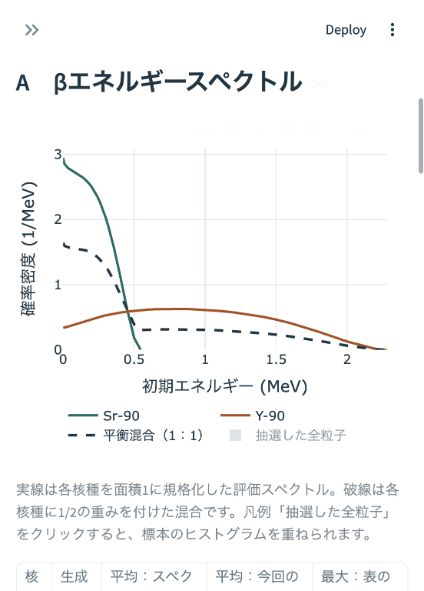 Deploy
A βエネルギースペクトル
確率密度 (1/MeV)
3
2
1
0
0 0.5 1 1.5 2
初期エネルギー (MeV)
Sr-90 Y-90
平衡混合（1：1） 抽選した全粒子
実線は各核種を面積1に規格化した評価スペクトル。破線は各
核種に1/2の重みを付けた混合です。凡例「抽選した全粒子」
をクリックすると、標本のヒストグラムを重ねられます。
核 生成 平均：スペク 平均：今回の 最大：表の